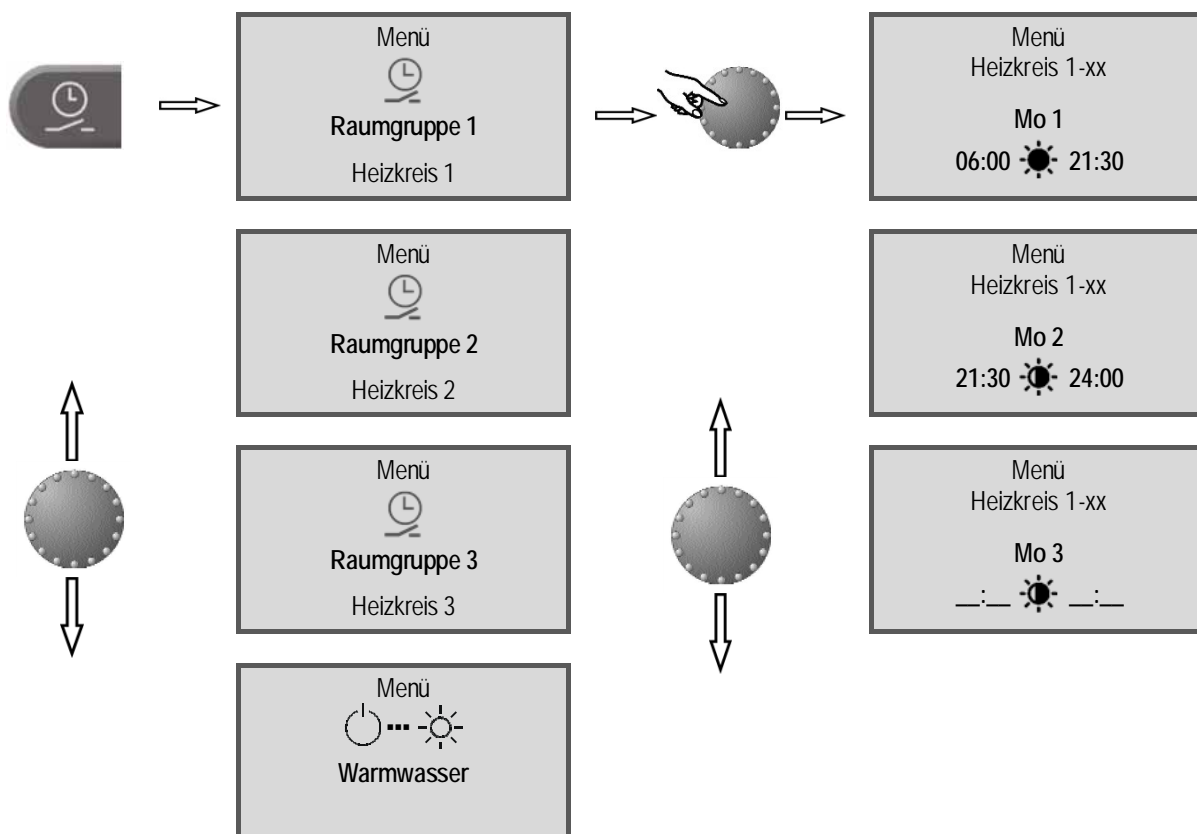 Menü
Raumgruppe 1
Heizkreis 1
Menü
Heizkreis 1-xx
Mo 1
06:00 21:30
Menü
Raumgruppe 2
Heizkreis 2
Menü
Heizkreis 1-xx
Mo 2
21:30 24:00
Menü
Raumgruppe 3
Heizkreis 3
Menü
Heizkreis 1-xx
Mo 3
__:__ __:__
Menü
Warmwasser